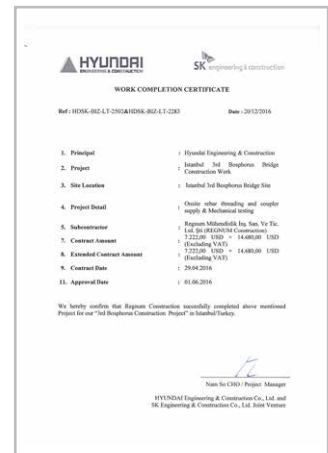 HYUNDAI
ENGINEERING & CONSTRUCTION
SK engineering & construction
WORK COMPLETION CERTIFICATE
Ref : HDSK-BIZ-LT-2502&HDSK-BIZ-LT-2283 Date : 20/12/2016
1. Principal : Hyundai Engineering & Construction
2. Project : Istanbul 3rd Bosphorus Bridge
Construction Work
3. Site Location : Istanbul 3rd Bosphorus Bridge Site
4. Project Detail : Onsite rebar threading and coupler
supply & Mechanical testing
5. Subcontractor : Regnum Mühendislik Inş. San. Ve Tic.
Ltd. Şti (REGNUM Construction)
7. Contract Amount : 7.222,00 USD + 14.680,00 USD
(Excluding VAT)
8. Extended Contract Amount : 7.222,00 USD + 14.680,00 USD
(Excluding VAT)
9. Contract Date : 29.04.2016
11. Approval Date : 01.06.2016
We hereby confirm that Regnum Construction successfully completed above mentioned
Project for our "3rd Bosphorus Construction Project" in Istanbul/Turkey.
Nam So CHO / Project Manager
HYUNDAI Engineering & Construction Co., Ltd. and
SK Engineering & Construction Co., Ltd. Joint Venture